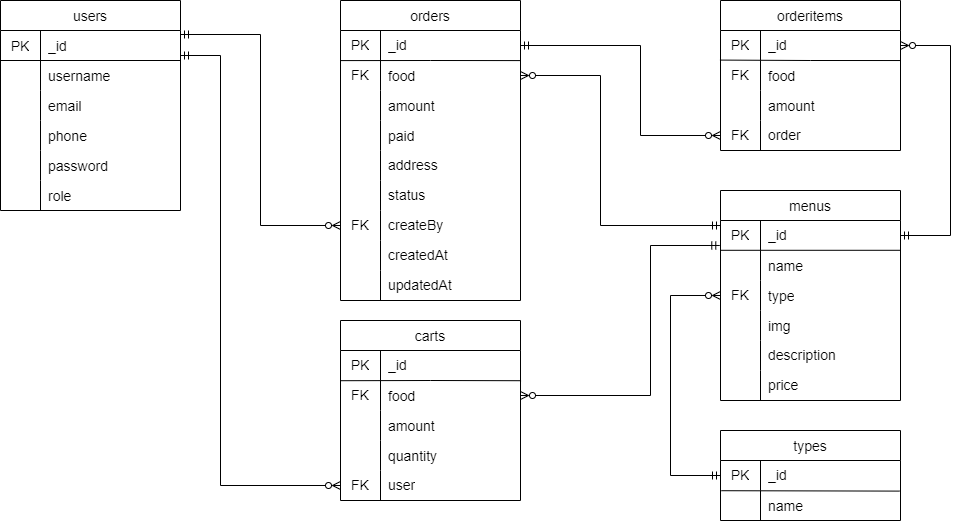 users
PK _id
username
email
phone
password
role
orders
PK _id
FK food
amount
paid
address
status
FK createBy
createdAt
updatedAt
carts
PK _id
FK food
amount
quantity
FK user
orderitems
PK _id
FK food
amount
FK order
menus
PK _id
name
FK type
img
description
price
types
PK _id
name